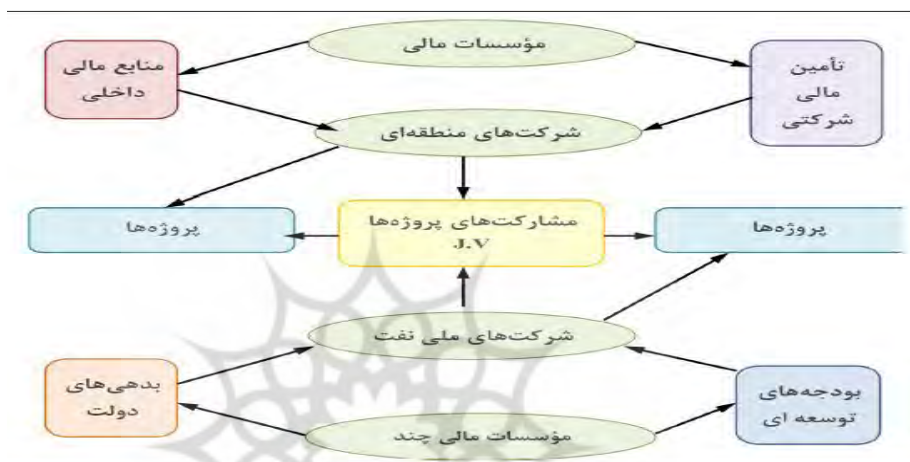 مؤسسات مالی
منابع مالی
داخلی
تأمین
مالی
شرکتی
شرکت‌های منطقه‌ای
پروژه‌ها
مشارکت‌های پروژه‌ها
J.V
پروژه‌ها
شرکت‌های ملی نفت
بدهی‌های
دولت
بودجه‌های
توسعه ای
مؤسسات مالی چند